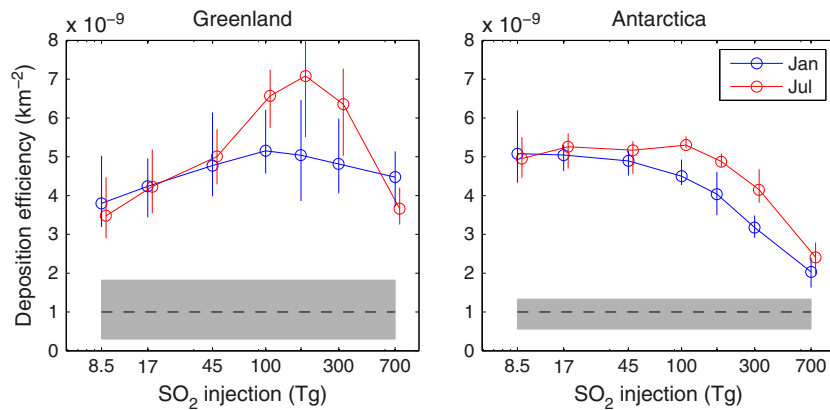 x 10⁻⁹ Greenland
8
7
6
5
4
3
2
1
0
Deposition efficiency (km⁻²)
8.5 17 45 100 300 700
SO₂ injection (Tg)
x 10⁻⁹ Antarctica
8
7
6
5
4
3
2
1
0
Jan
Jul
8.5 17 45 100 300 700
SO₂ injection (Tg)